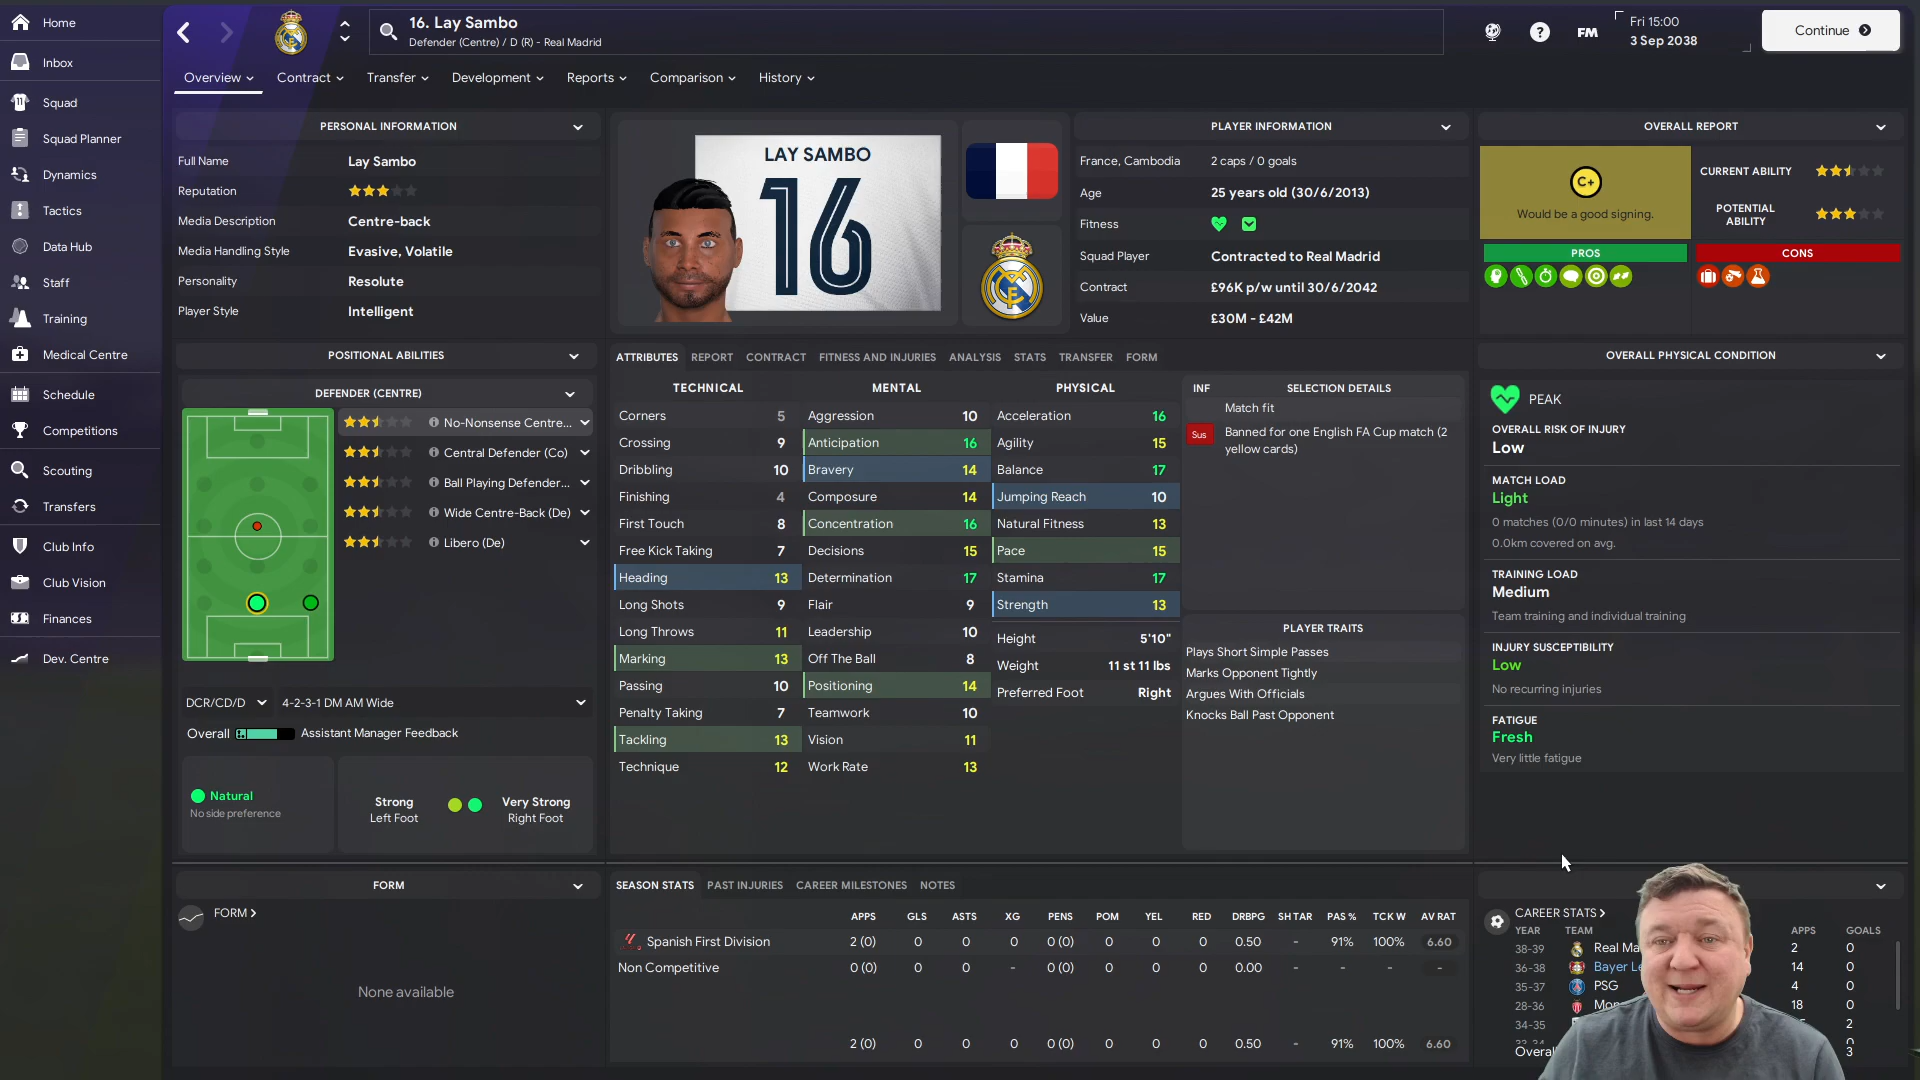 Home
Inbox
Squad
Squad Planner
Dynamics
Tactics
Data Hub
Staff
Training
Medical Centre
Schedule
Competitions
Scouting
Transfers
Club Info
Club Vision
Finances
Dev. Centre
16. Lay Sambo
Defender (Centre) / D (R) - Real Madrid
FM
Fri 15:00
3 Sep 2038
Continue
Overview
Contract
Transfer
Development
Reports
Comparison
History
PERSONAL INFORMATION
Full Name Lay Sambo
Reputation
Media Description Centre-back
Media Handling Style Evasive, Volatile
Personality Resolute
Player Style Intelligent
LAY SAMBO
16
PLAYER INFORMATION
France, Cambodia 2 caps / 0 goals
Age 25 years old (30/6/2013)
Fitness
Squad Player Contracted to Real Madrid
Contract £96K p/w until 30/6/2042
Value £30M - £42M
OVERALL REPORT
C+
Would be a good signing.
CURRENT ABILITY
POTENTIAL
ABILITY
PROS
CONS
POSITIONAL ABILITIES
DEFENDER (CENTRE)
No-Nonsense Centre...
Central Defender (Co)
Ball Playing Defender...
Wide Centre-Back (De)
Libero (De)
DCR/CD/D 4-2-3-1 DM AM Wide
Overall Assistant Manager Feedback
Natural
No side preference
Strong
Left Foot
Very Strong
Right Foot
ATTRIBUTES
REPORT
CONTRACT
FITNESS AND INJURIES
ANALYSIS
STATS
TRANSFER
FORM
TECHNICAL
Corners 5
Crossing 9
Dribbling 10
Finishing 4
First Touch 8
Free Kick Taking 7
Heading 13
Long Shots 9
Long Throws 11
Marking 13
Passing 10
Penalty Taking 7
Tackling 13
Technique 12
MENTAL
Aggression 10
Anticipation 16
Bravery 14
Composure 14
Concentration 16
Decisions 15
Determination 17
Flair 9
Leadership 10
Off The Ball 8
Positioning 14
Teamwork 10
Vision 11
Work Rate 13
PHYSICAL
Acceleration 16
Agility 15
Balance 17
Jumping Reach 10
Natural Fitness 13
Pace 15
Stamina 17
Strength 13
Height 5'10"
Weight 11 st 11 lbs
Preferred Foot Right
INF SELECTION DETAILS
Match fit
Sus
Banned for one English FA Cup match (2
yellow cards)
PLAYER TRAITS
Plays Short Simple Passes
Marks Opponent Tightly
Argues With Officials
Knocks Ball Past Opponent
OVERALL PHYSICAL CONDITION
PEAK
OVERALL RISK OF INJURY
Low
MATCH LOAD
Light
0 matches (0/0 minutes) in last 14 days
0.0km covered on avg.
TRAINING LOAD
Medium
Team training and individual training
INJURY SUSCEPTIBILITY
Low
No recurring injuries
FATIGUE
Fresh
Very little fatigue
FORM
FORM
None available
SEASON STATS
PAST INJURIES
CAREER MILESTONES
NOTES
APPS GLS ASTS XG PENS POM YEL RED DRBPG SH TAR PAS % TCK W AV RAT
Spanish First Division 2 (0) 0 0 0 0 (0) 0 0 0 0.50 - 91% 100% 6.60
Non Competitive 0 (0) 0 0 - 0 (0) 0 0 0 0.00 - - - -
2 (0) 0 0 0 0 (0) 0 0 0 0.50 - 91% 100% 6.60
CAREER STATS
YEAR TEAM APPS GOALS
38-39 Real Ma 2 0
36-38 Bayer Le 14 0
35-37 PSG 4 0
28-36 Mon 18 0
34-35 2
Overal 3